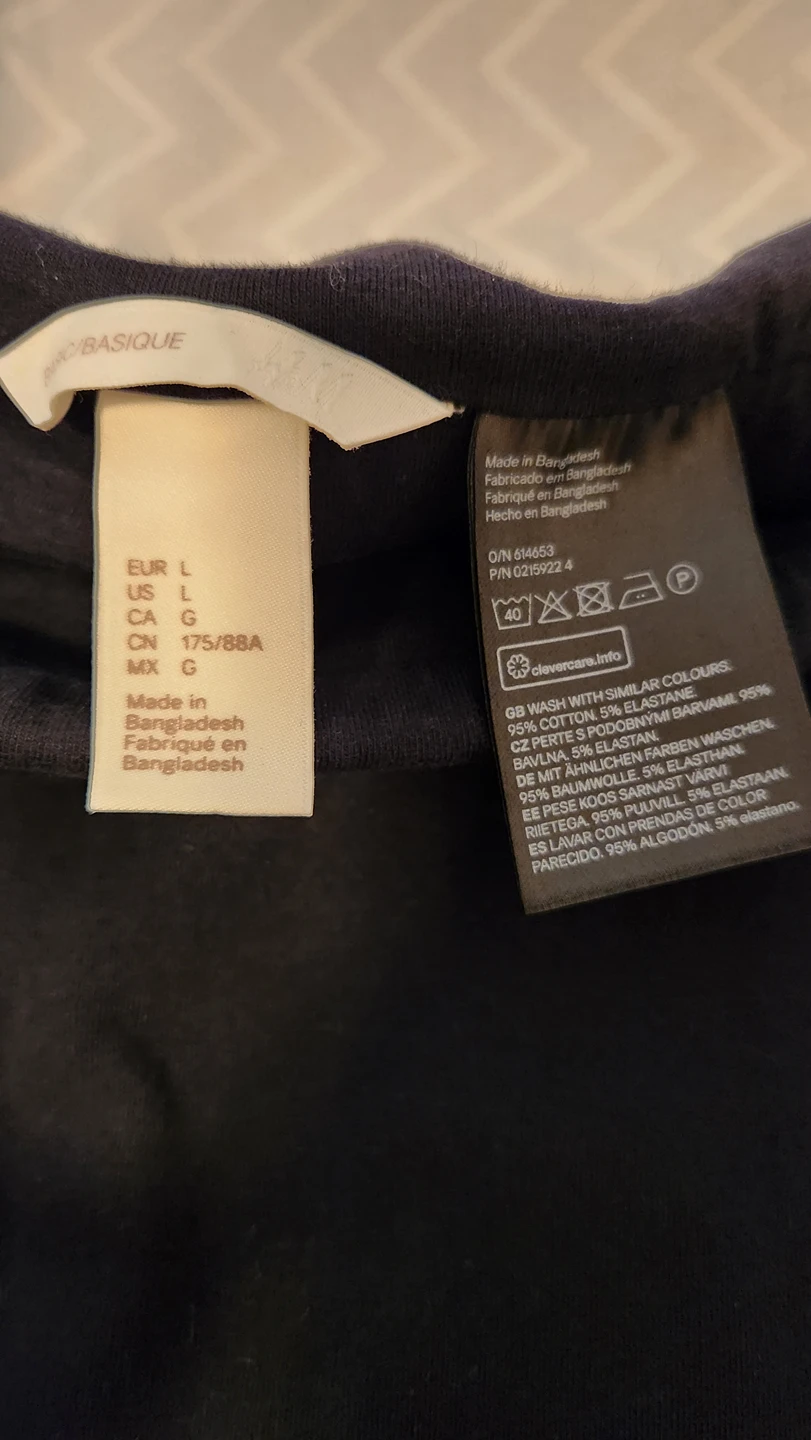 /BASIQUE
EUR L
US L
CA G
CN 175/88A
MX G
Made in
Bangladesh
Fabriqué en
Bangladesh
Made in Bangladesh
Fabricado em Bangladesh
Fabriqué en Bangladesh
Hecho en Bangladesh
O/N 614653
P/N 0215922 4
40 P
clevercare.info
GB WASH WITH SIMILAR COLOURS.
95% COTTON. 5% ELASTANE.
CZ PERTE S PODOBNÝMI BARVAMI. 95%
BAVLNA. 5% ELASTAN.
DE MIT ÄHNLICHEN FARBEN WASCHEN.
95% BAUMWOLLE. 5% ELASTHAN.
EE PESE KOOS SARNAST VÄRVI
RIIETEGA. 95% PUUVILL. 5% ELASTAAN.
ES LAVAR CON PRENDAS DE COLOR
PARECIDO. 95% ALGODÓN. 5% elastano.